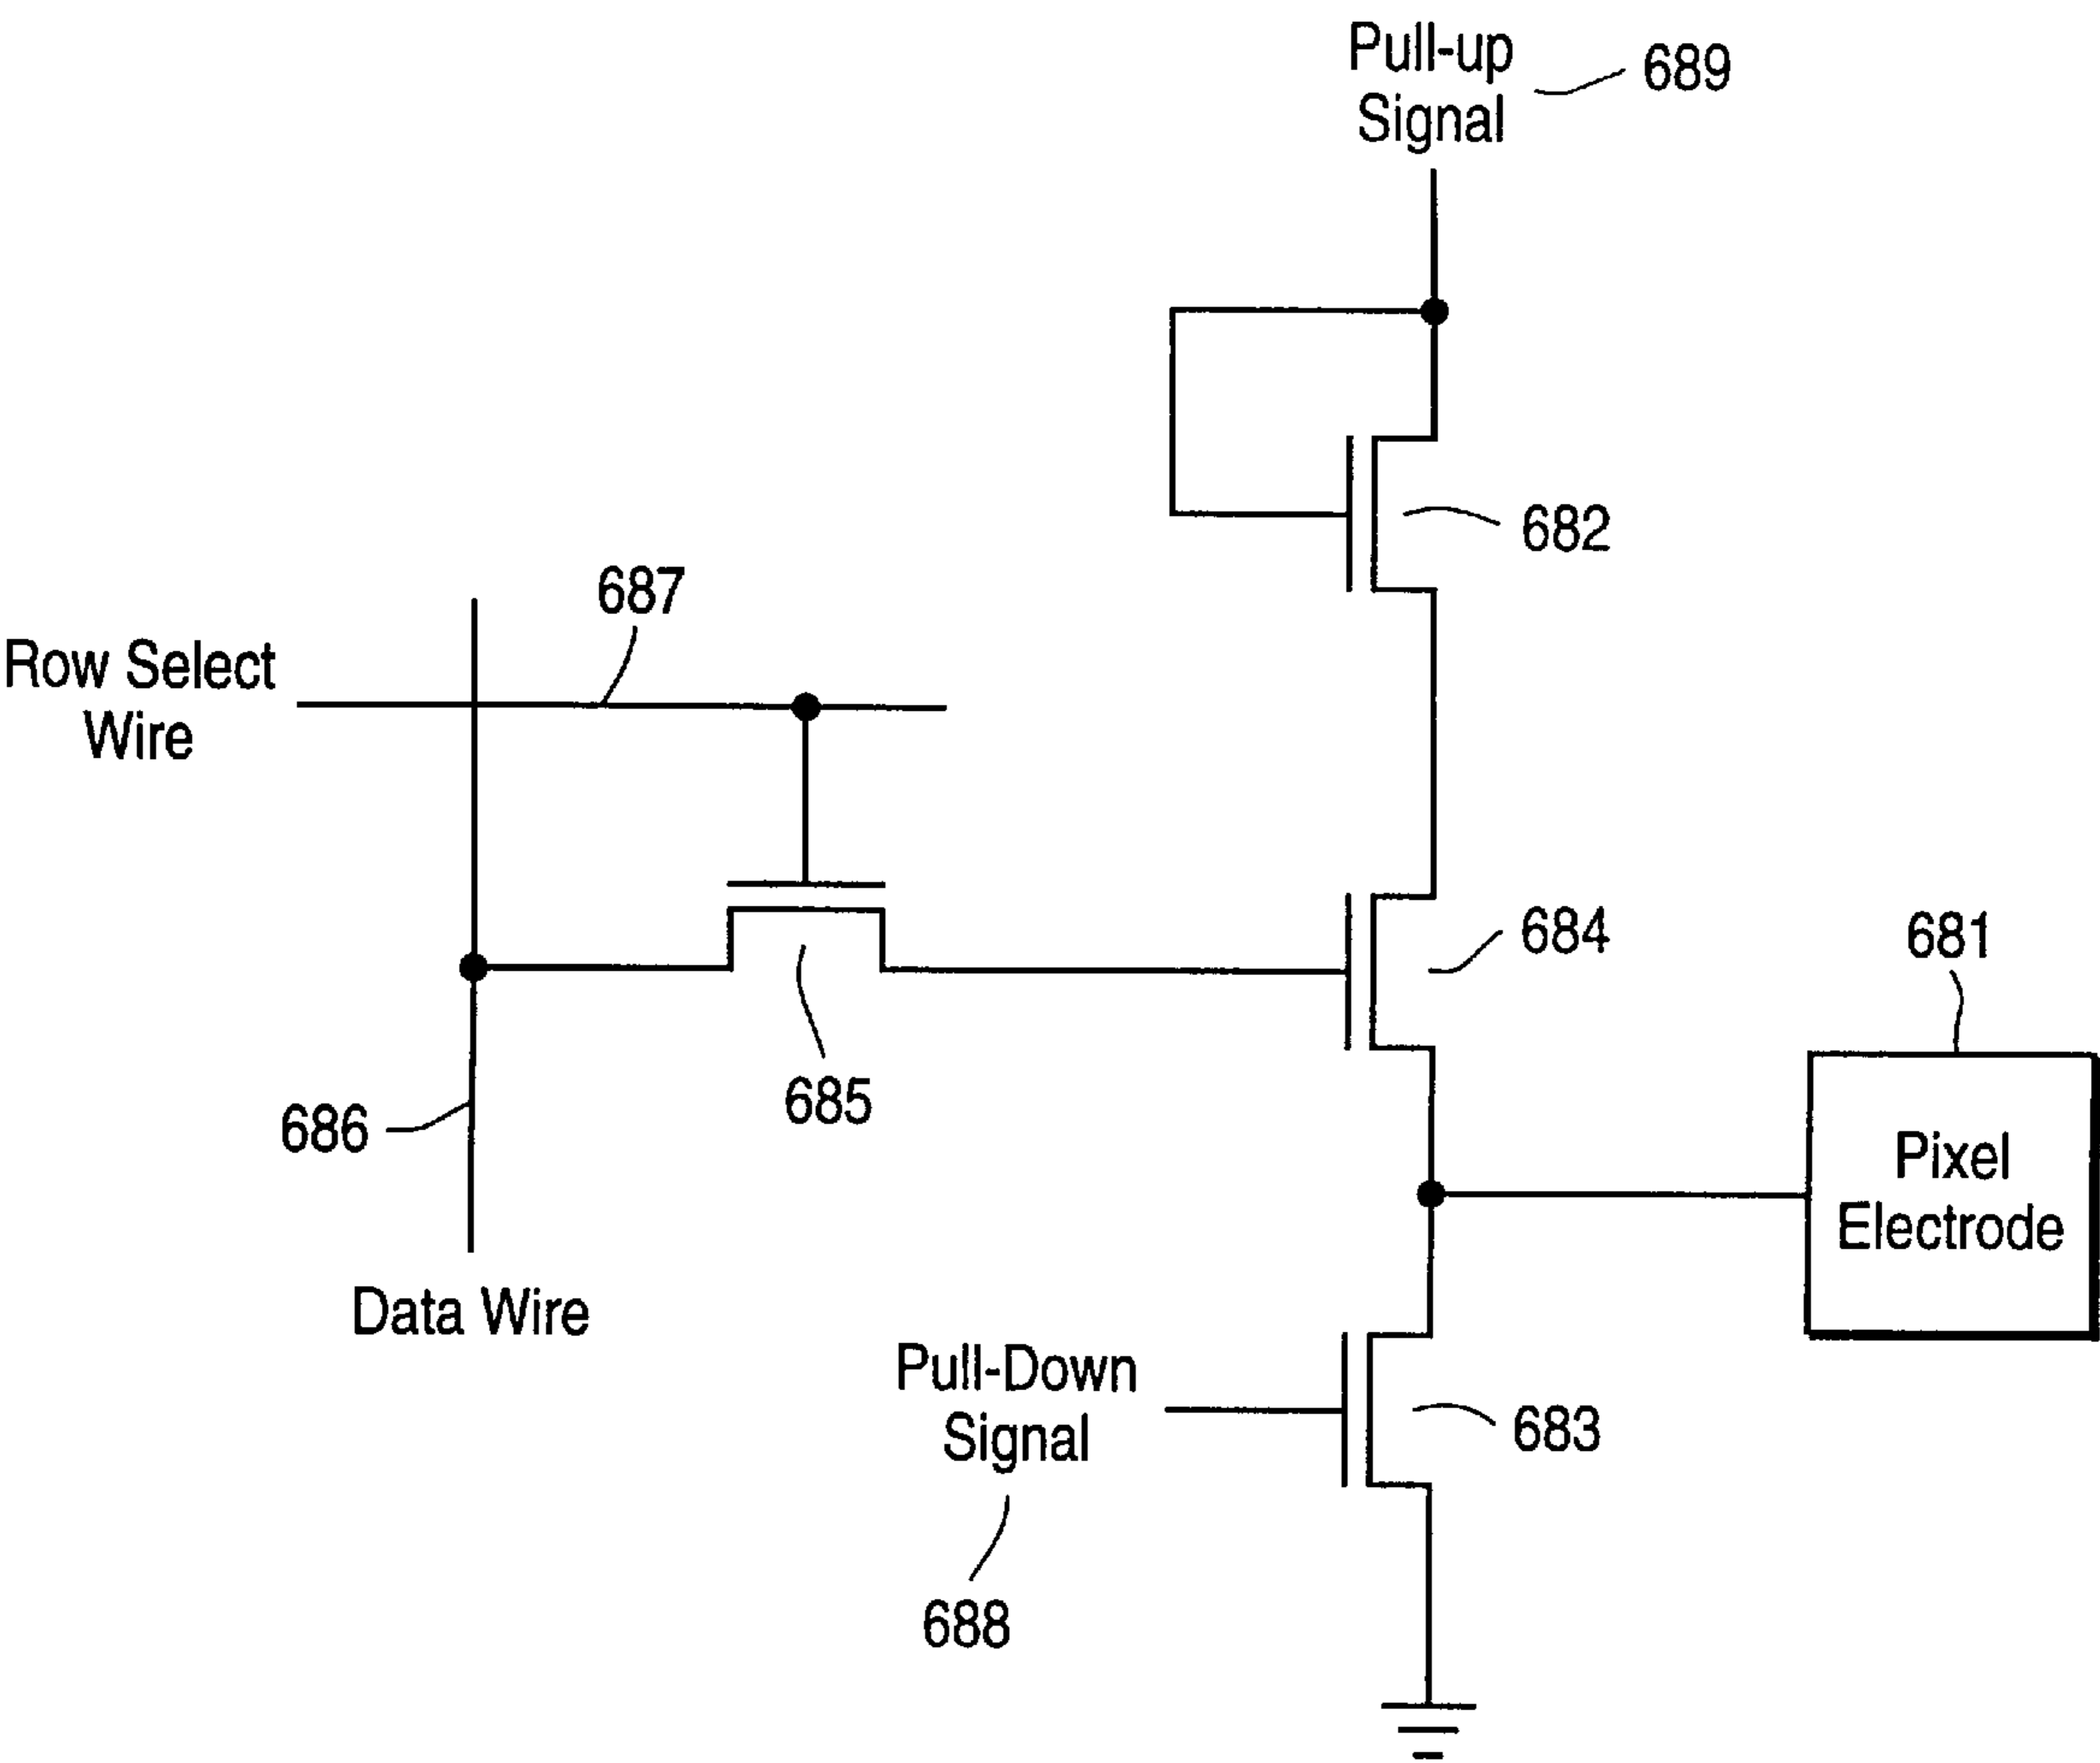 Pull-up
Signal
689
682
687
Row Select
Wire
684
681
685
686
Pixel
Electrode
Data Wire
Pull-Down
Signal
683
688